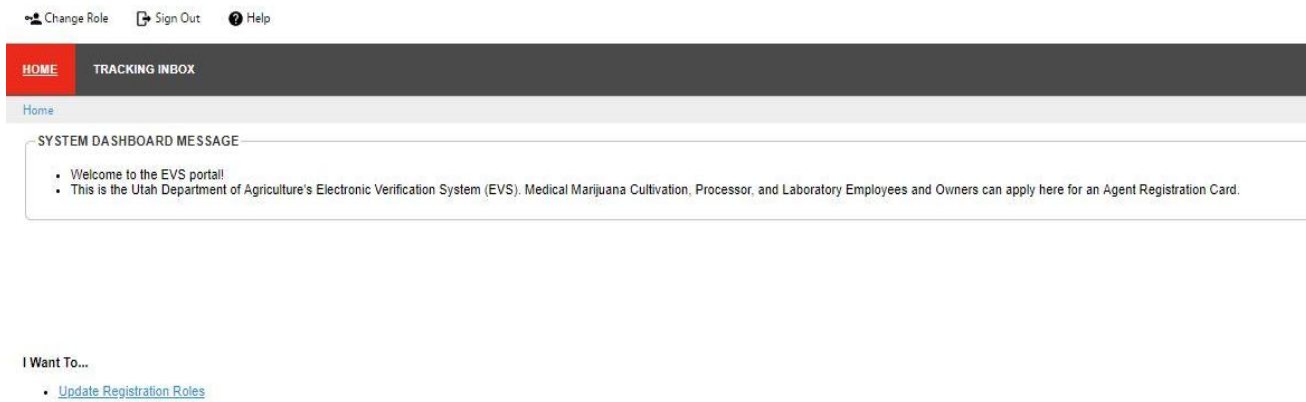 Change Role Sign Out Help
HOME TRACKING INBOX
Home
SYSTEM DASHBOARD MESSAGE
• Welcome to the EVS portal!
• This is the Utah Department of Agriculture's Electronic Verification System (EVS). Medical Marijuana Cultivation, Processor, and Laboratory Employees and Owners can apply here for an Agent Registration Card.
I Want To...
• Update Registration Roles